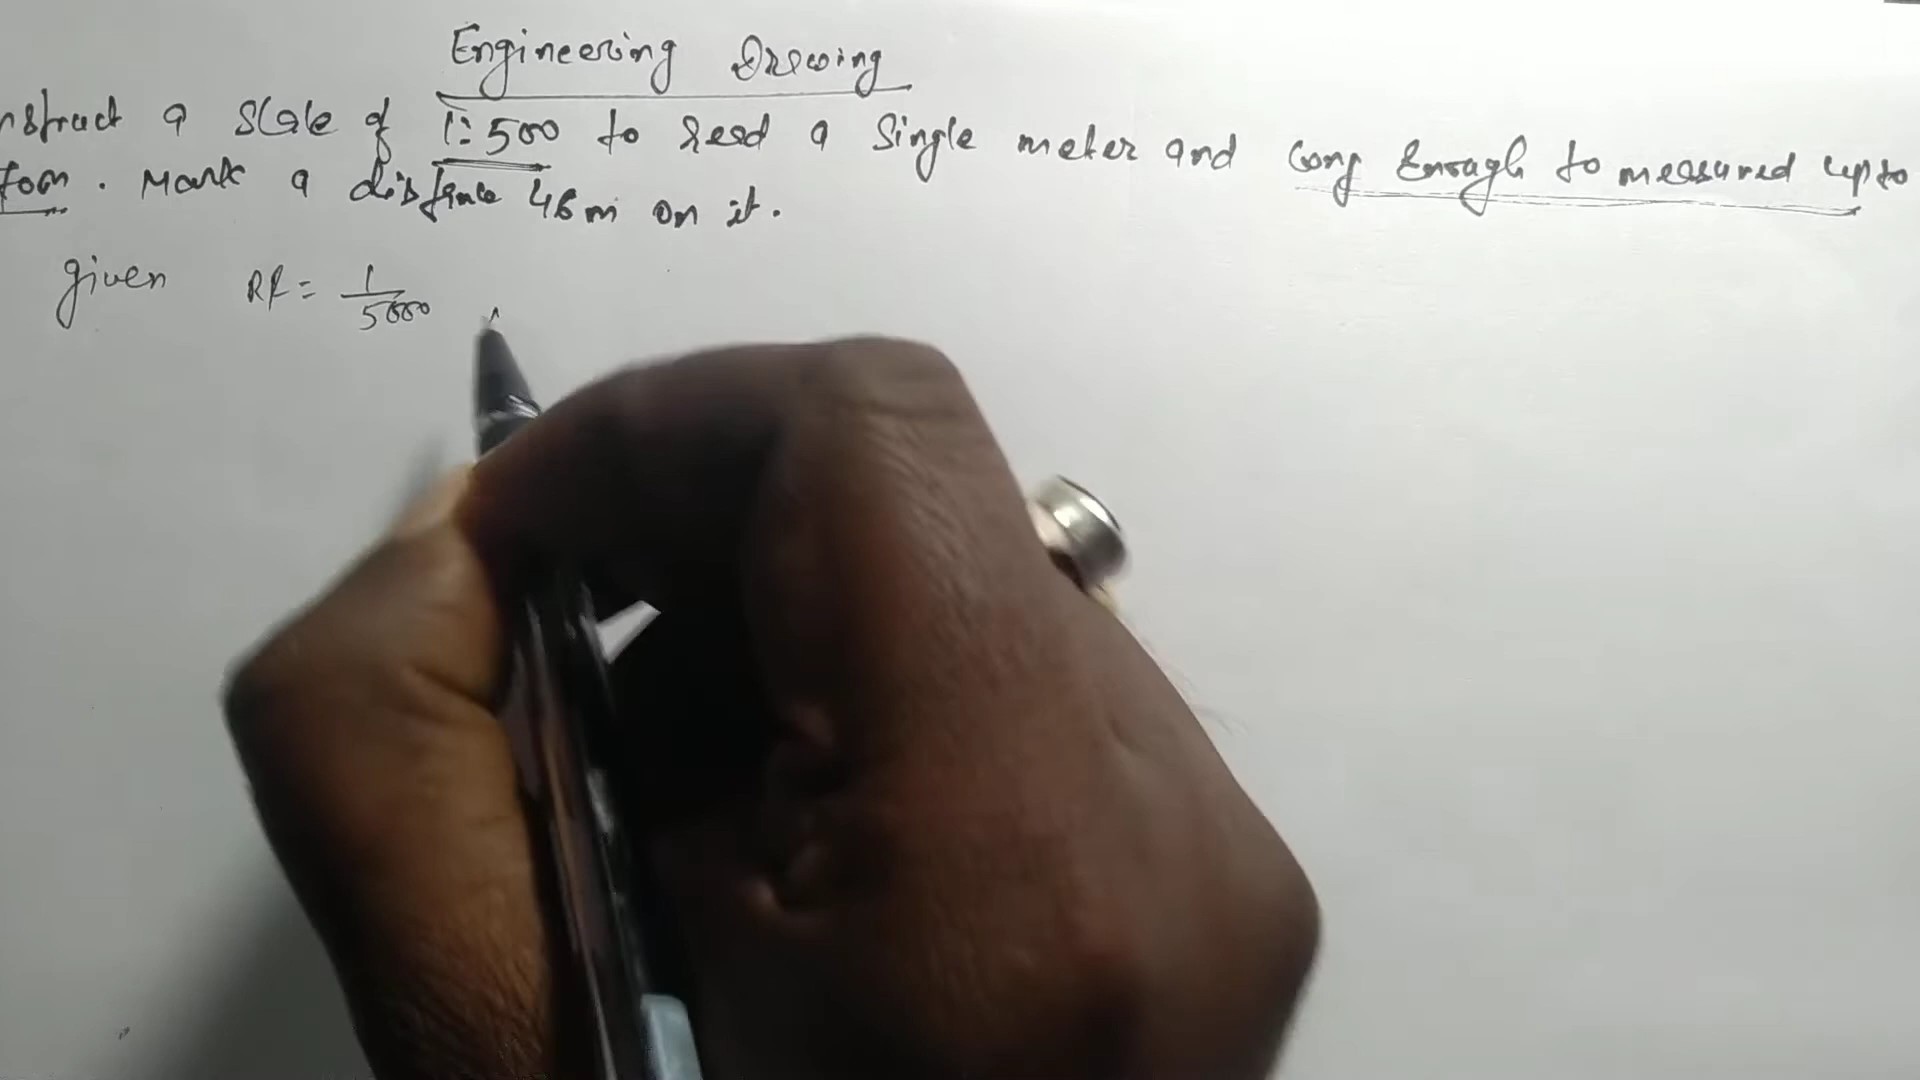 Engineering Drawing
nstruct a Scale of 1:500 to read a Single meter and long Enough to measured upto
Mark a distance 46m on it.
given RF = 1/5000